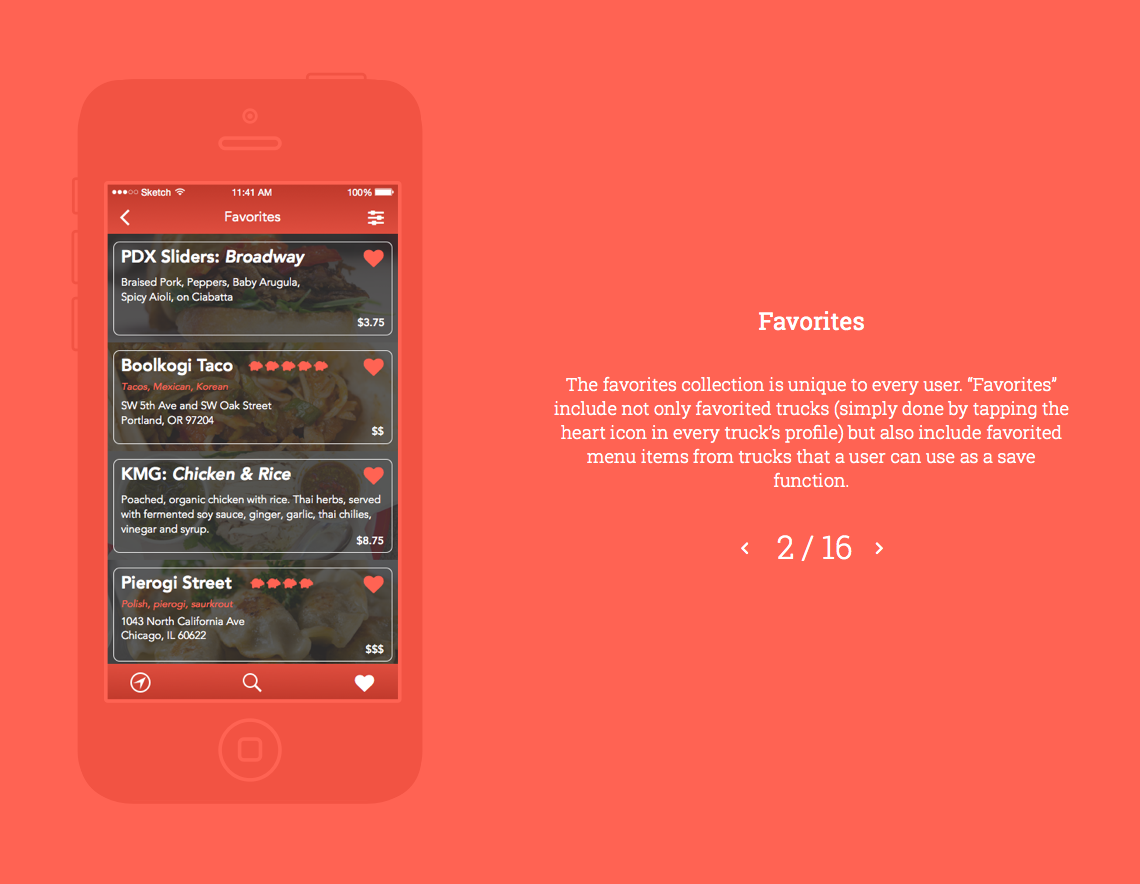 Sketch 11:41 AM 100%
Favorites
PDX Sliders: Broadway
Braised Pork, Peppers, Baby Arugula,
Spicy Aioli, on Ciabatta
$3.75
Boolkogi Taco
Tacos, Mexican, Korean
SW 5th Ave and SW Oak Street
Portland, OR 97204
$$
KMG: Chicken & Rice
Poached, organic chicken with rice. Thai herbs, served
with fermented soy sauce, ginger, garlic, thai chilies,
vinegar and syrup.
$8.75
Pierogi Street
Polish, pierogi, saurkrout
1043 North California Ave
Chicago, IL 60622
$$$
Favorites
The favorites collection is unique to every user. "Favorites"
include not only favorited trucks (simply done by tapping the
heart icon in every truck's profile) but also include favorited
menu items from trucks that a user can use as a save
function.
‹ 2 / 16 ›